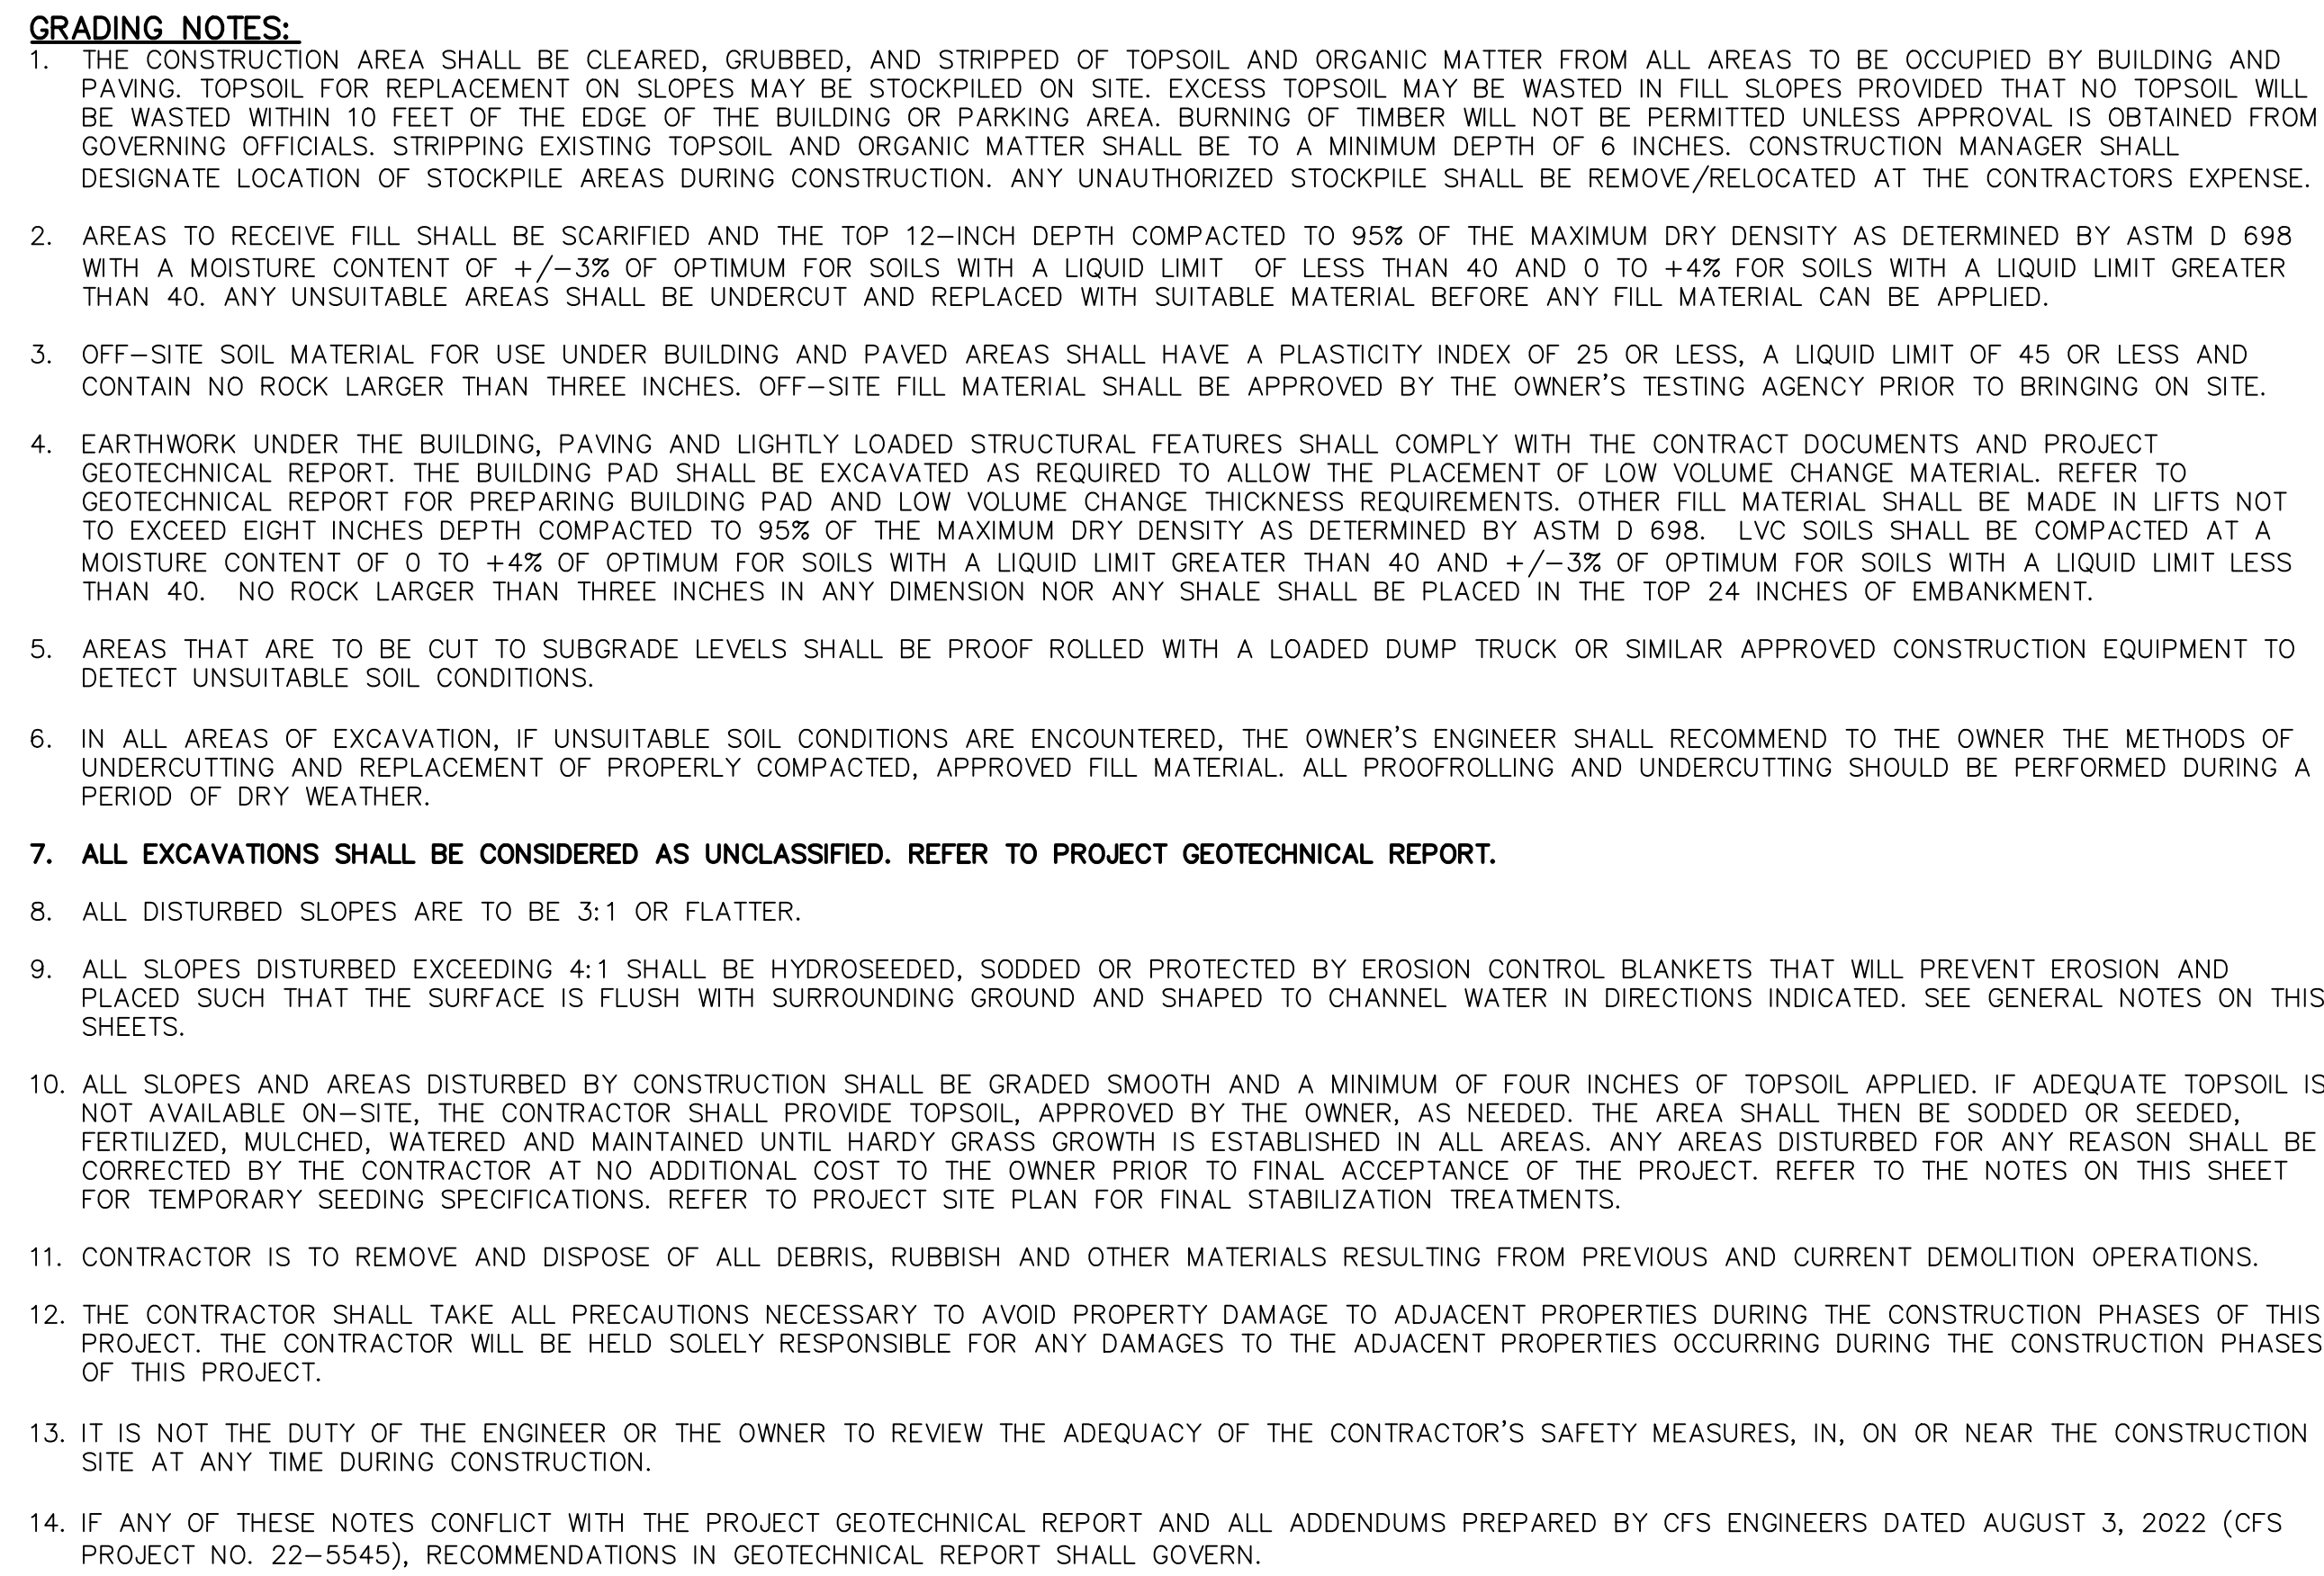 GRADING NOTES:
1. THE CONSTRUCTION AREA SHALL BE CLEARED, GRUBBED, AND STRIPPED OF TOPSOIL AND ORGANIC MATTER FROM ALL AREAS TO BE OCCUPIED BY BUILDING AND
PAVING. TOPSOIL FOR REPLACEMENT ON SLOPES MAY BE STOCKPILED ON SITE. EXCESS TOPSOIL MAY BE WASTED IN FILL SLOPES PROVIDED THAT NO TOPSOIL WILL
BE WASTED WITHIN 10 FEET OF THE EDGE OF THE BUILDING OR PARKING AREA. BURNING OF TIMBER WILL NOT BE PERMITTED UNLESS APPROVAL IS OBTAINED FROM
GOVERNING OFFICIALS. STRIPPING EXISTING TOPSOIL AND ORGANIC MATTER SHALL BE TO A MINIMUM DEPTH OF 6 INCHES. CONSTRUCTION MANAGER SHALL
DESIGNATE LOCATION OF STOCKPILE AREAS DURING CONSTRUCTION. ANY UNAUTHORIZED STOCKPILE SHALL BE REMOVE/RELOCATED AT THE CONTRACTORS EXPENSE.
2. AREAS TO RECEIVE FILL SHALL BE SCARIFIED AND THE TOP 12-INCH DEPTH COMPACTED TO 95% OF THE MAXIMUM DRY DENSITY AS DETERMINED BY ASTM D 698
WITH A MOISTURE CONTENT OF +/-3% OF OPTIMUM FOR SOILS WITH A LIQUID LIMIT OF LESS THAN 40 AND 0 TO +4% FOR SOILS WITH A LIQUID LIMIT GREATER
THAN 40. ANY UNSUITABLE AREAS SHALL BE UNDERCUT AND REPLACED WITH SUITABLE MATERIAL BEFORE ANY FILL MATERIAL CAN BE APPLIED.
3. OFF-SITE SOIL MATERIAL FOR USE UNDER BUILDING AND PAVED AREAS SHALL HAVE A PLASTICITY INDEX OF 25 OR LESS, A LIQUID LIMIT OF 45 OR LESS AND
CONTAIN NO ROCK LARGER THAN THREE INCHES. OFF-SITE FILL MATERIAL SHALL BE APPROVED BY THE OWNER'S TESTING AGENCY PRIOR TO BRINGING ON SITE.
4. EARTHWORK UNDER THE BUILDING, PAVING AND LIGHTLY LOADED STRUCTURAL FEATURES SHALL COMPLY WITH THE CONTRACT DOCUMENTS AND PROJECT
GEOTECHNICAL REPORT. THE BUILDING PAD SHALL BE EXCAVATED AS REQUIRED TO ALLOW THE PLACEMENT OF LOW VOLUME CHANGE MATERIAL. REFER TO
GEOTECHNICAL REPORT FOR PREPARING BUILDING PAD AND LOW VOLUME CHANGE THICKNESS REQUIREMENTS. OTHER FILL MATERIAL SHALL BE MADE IN LIFTS NOT
TO EXCEED EIGHT INCHES DEPTH COMPACTED TO 95% OF THE MAXIMUM DRY DENSITY AS DETERMINED BY ASTM D 698. LVC SOILS SHALL BE COMPACTED AT A
MOISTURE CONTENT OF 0 TO +4% OF OPTIMUM FOR SOILS WITH A LIQUID LIMIT GREATER THAN 40 AND +/-3% OF OPTIMUM FOR SOILS WITH A LIQUID LIMIT LESS
THAN 40. NO ROCK LARGER THAN THREE INCHES IN ANY DIMENSION NOR ANY SHALE SHALL BE PLACED IN THE TOP 24 INCHES OF EMBANKMENT.
5. AREAS THAT ARE TO BE CUT TO SUBGRADE LEVELS SHALL BE PROOF ROLLED WITH A LOADED DUMP TRUCK OR SIMILAR APPROVED CONSTRUCTION EQUIPMENT TO
DETECT UNSUITABLE SOIL CONDITIONS.
6. IN ALL AREAS OF EXCAVATION, IF UNSUITABLE SOIL CONDITIONS ARE ENCOUNTERED, THE OWNER'S ENGINEER SHALL RECOMMEND TO THE OWNER THE METHODS OF
UNDERCUTTING AND REPLACEMENT OF PROPERLY COMPACTED, APPROVED FILL MATERIAL. ALL PROOFROLLING AND UNDERCUTTING SHOULD BE PERFORMED DURING A
PERIOD OF DRY WEATHER.
7. ALL EXCAVATIONS SHALL BE CONSIDERED AS UNCLASSIFIED. REFER TO PROJECT GEOTECHNICAL REPORT.
8. ALL DISTURBED SLOPES ARE TO BE 3:1 OR FLATTER.
9. ALL SLOPES DISTURBED EXCEEDING 4:1 SHALL BE HYDROSEEDED, SODDED OR PROTECTED BY EROSION CONTROL BLANKETS THAT WILL PREVENT EROSION AND
PLACED SUCH THAT THE SURFACE IS FLUSH WITH SURROUNDING GROUND AND SHAPED TO CHANNEL WATER IN DIRECTIONS INDICATED. SEE GENERAL NOTES ON THIS
SHEETS.
10. ALL SLOPES AND AREAS DISTURBED BY CONSTRUCTION SHALL BE GRADED SMOOTH AND A MINIMUM OF FOUR INCHES OF TOPSOIL APPLIED. IF ADEQUATE TOPSOIL IS
NOT AVAILABLE ON-SITE, THE CONTRACTOR SHALL PROVIDE TOPSOIL, APPROVED BY THE OWNER, AS NEEDED. THE AREA SHALL THEN BE SODDED OR SEEDED,
FERTILIZED, MULCHED, WATERED AND MAINTAINED UNTIL HARDY GRASS GROWTH IS ESTABLISHED IN ALL AREAS. ANY AREAS DISTURBED FOR ANY REASON SHALL BE
CORRECTED BY THE CONTRACTOR AT NO ADDITIONAL COST TO THE OWNER PRIOR TO FINAL ACCEPTANCE OF THE PROJECT. REFER TO THE NOTES ON THIS SHEET
FOR TEMPORARY SEEDING SPECIFICATIONS. REFER TO PROJECT SITE PLAN FOR FINAL STABILIZATION TREATMENTS.
11. CONTRACTOR IS TO REMOVE AND DISPOSE OF ALL DEBRIS, RUBBISH AND OTHER MATERIALS RESULTING FROM PREVIOUS AND CURRENT DEMOLITION OPERATIONS.
12. THE CONTRACTOR SHALL TAKE ALL PRECAUTIONS NECESSARY TO AVOID PROPERTY DAMAGE TO ADJACENT PROPERTIES DURING THE CONSTRUCTION PHASES OF THIS
PROJECT. THE CONTRACTOR WILL BE HELD SOLELY RESPONSIBLE FOR ANY DAMAGES TO THE ADJACENT PROPERTIES OCCURRING DURING THE CONSTRUCTION PHASES
OF THIS PROJECT.
13. IT IS NOT THE DUTY OF THE ENGINEER OR THE OWNER TO REVIEW THE ADEQUACY OF THE CONTRACTOR'S SAFETY MEASURES, IN, ON OR NEAR THE CONSTRUCTION
SITE AT ANY TIME DURING CONSTRUCTION.
14. IF ANY OF THESE NOTES CONFLICT WITH THE PROJECT GEOTECHNICAL REPORT AND ALL ADDENDUMS PREPARED BY CFS ENGINEERS DATED AUGUST 3, 2022 (CFS
PROJECT NO. 22-5545), RECOMMENDATIONS IN GEOTECHNICAL REPORT SHALL GOVERN.